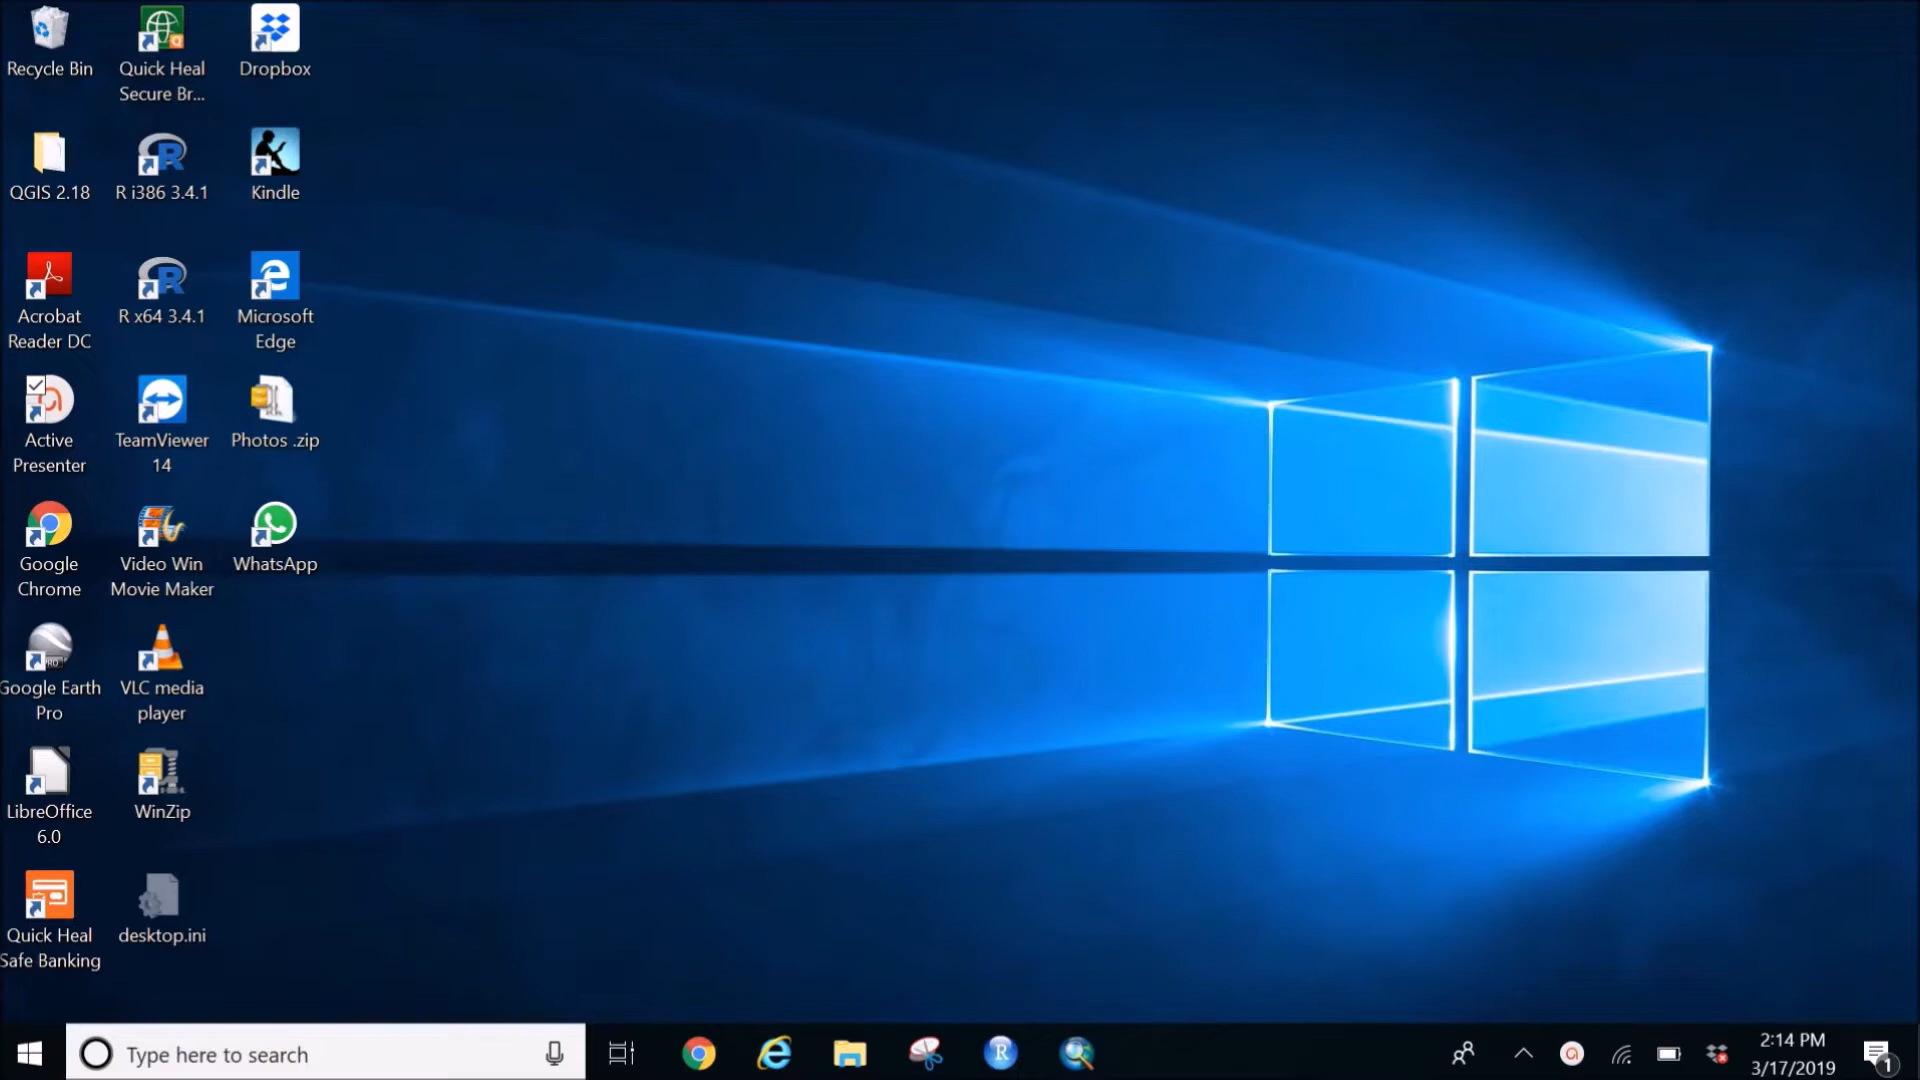 Recycle Bin
Quick Heal
Secure Br...
Dropbox
QGIS 2.18
R i386 3.4.1
Kindle
Acrobat
Reader DC
R x64 3.4.1
Microsoft
Edge
Active
Presenter
TeamViewer
14
Photos .zip
Google
Chrome
Video Win
Movie Maker
WhatsApp
Google Earth
Pro
VLC media
player
LibreOffice
6.0
WinZip
Quick Heal
Safe Banking
desktop.ini
Type here to search
2:14 PM
3/17/2019
1